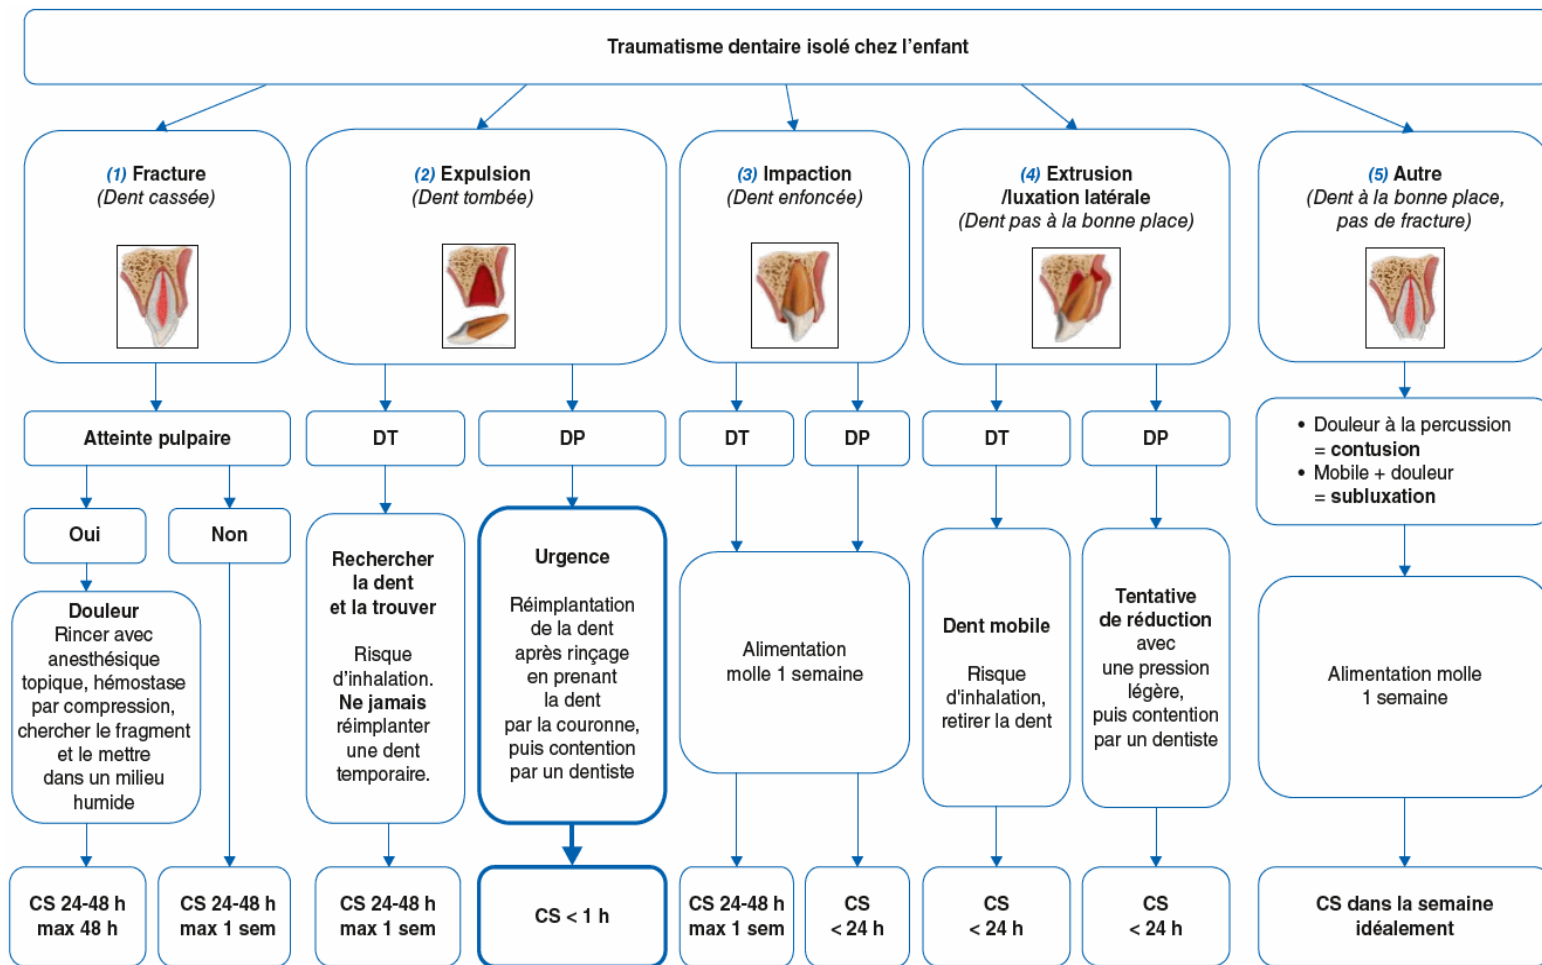 Traumatisme dentaire isolé chez l'enfant
(1) Fracture
(Dent cassée)
(2) Expulsion
(Dent tombée)
(3) Impaction
(Dent enfoncée)
(4) Extrusion
/luxation latérale
(Dent pas à la bonne place)
(5) Autre
(Dent à la bonne place,
pas de fracture)
Atteinte pulpaire
DT
DP
DT
DP
DT
DP
• Douleur à la percussion
= contusion
• Mobile + douleur
= subluxation
Oui
Non
Douleur
Rincer avec
anesthésique
topique, hémostase
par compression,
chercher le fragment
et le mettre
dans un milieu
humide
Rechercher
la dent
et la trouver
Risque
d'inhalation.
Ne jamais
réimplanter
une dent
temporaire.
Urgence
Réimplantation
de la dent
après rinçage
en prenant
la dent
par la couronne,
puis contention
par un dentiste
Alimentation
molle 1 semaine
Dent mobile
Risque
d'inhalation,
retirer la dent
Tentative
de réduction
avec
une pression
légère,
puis contention
par un dentiste
Alimentation molle
1 semaine
CS 24-48 h
max 48 h
CS 24-48 h
max 1 sem
CS 24-48 h
max 1 sem
CS < 1 h
CS 24-48 h
max 1 sem
CS
< 24 h
CS
< 24 h
CS
< 24 h
CS dans la semaine
idéalement